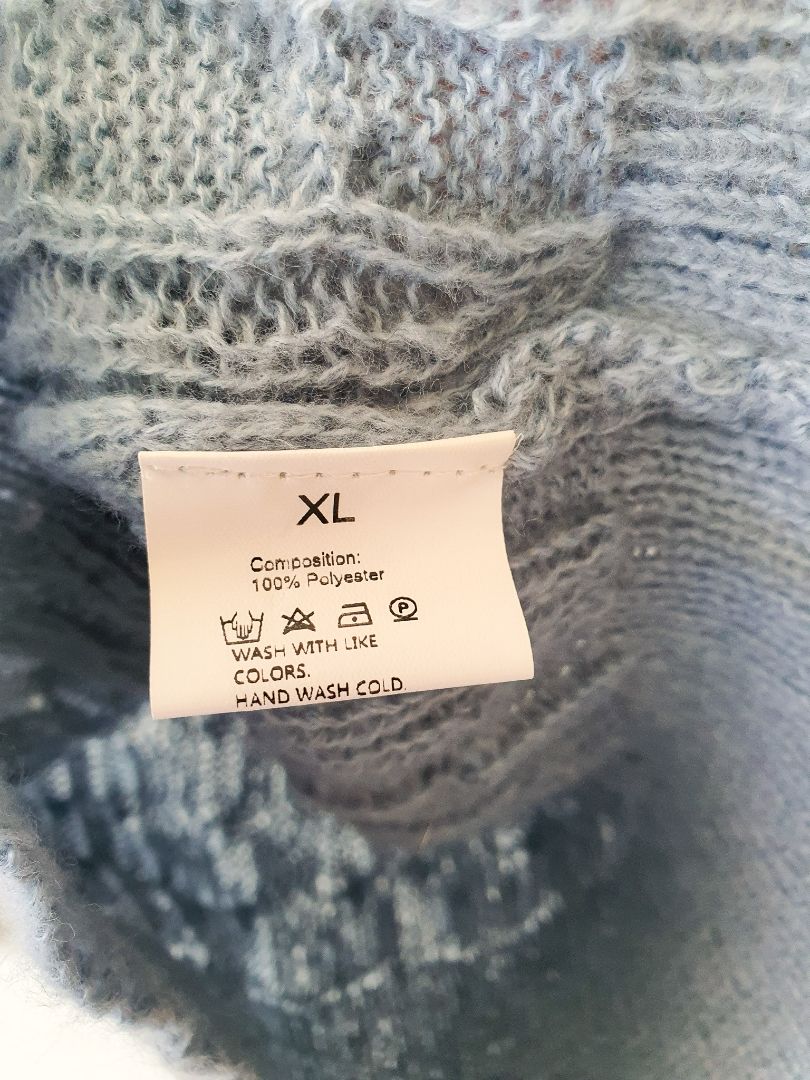 XL
Composition:
100% Polyester
P
WASH WITH LIKE
COLORS.
HAND WASH COLD.